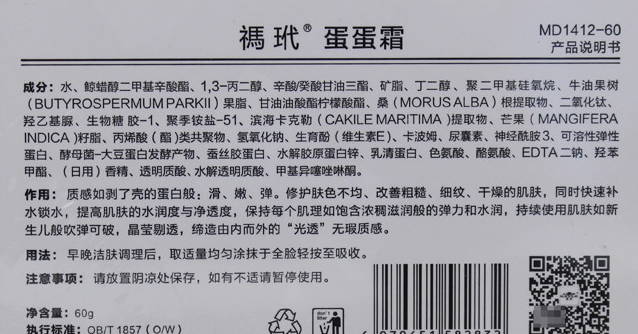 禡玳® 蛋蛋霜
MD1412-60
产品说明书
成分：水、鲸蜡醇二甲基辛酸酯、1,3-丙二醇、辛酸/癸酸甘油三酯、矿脂、丁二醇、聚二甲基硅氧烷、牛油果树
(BUTYROSPERMUM PARKII) 果脂、甘油油酸酯柠檬酸酯、桑 (MORUS ALBA) 根提取物、二氧化钛、
羟乙基脲、生物糖胶-1、聚季铵盐-51、滨海卡克勒 (CAKILE MARITIMA) 提取物、芒果 (MANGIFERA
INDICA) 籽脂、丙烯酸（酯）类共聚物、氢氧化钠、生育酚 (维生素E)、卡波姆、尿囊素、神经酰胺3、可溶性弹性
蛋白、酵母菌-大豆蛋白发酵产物、蚕丝胶蛋白、水解胶原蛋白锌、乳清蛋白、色氨酸、酪氨酸、EDTA二钠、羟苯
甲酯、（日用）香精、透明质酸、水解透明质酸、甲基异噻唑啉酮。
作用：质感如剥了壳的蛋白般：滑、嫩、弹。修护肤色不均、改善粗糙、细纹、干燥的肌肤，同时快速补
水锁水，提高肌肤的水润度与净透度，保持每个肌理如饱含浓稠滋润般的弹力和水润，持续使用肌肤如新
生儿般吹弹可破，晶莹剔透，缔造由内而外的“光透”无瑕质感。
用法：早晚洁肤调理后，取适量均匀涂抹于全脸轻按至吸收。
注意事项：请放置阴凉处保存，如有不适请暂停使用。
净含量：60g
执行标准：QB/T 1857 (O/W)
don't litter